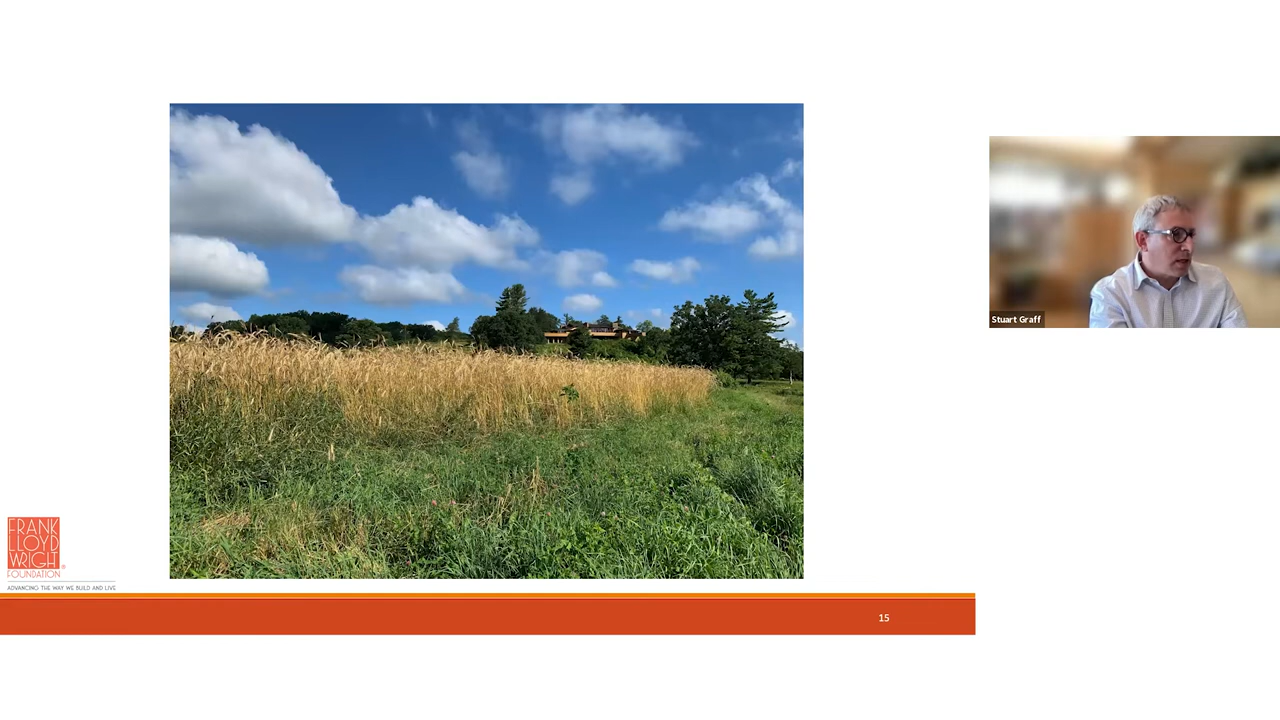 FRANK
LLOYD
WRIGHT
FOUNDATION
ADVANCING THE WAY WE BUILD AND LIVE
15
Stuart Graff